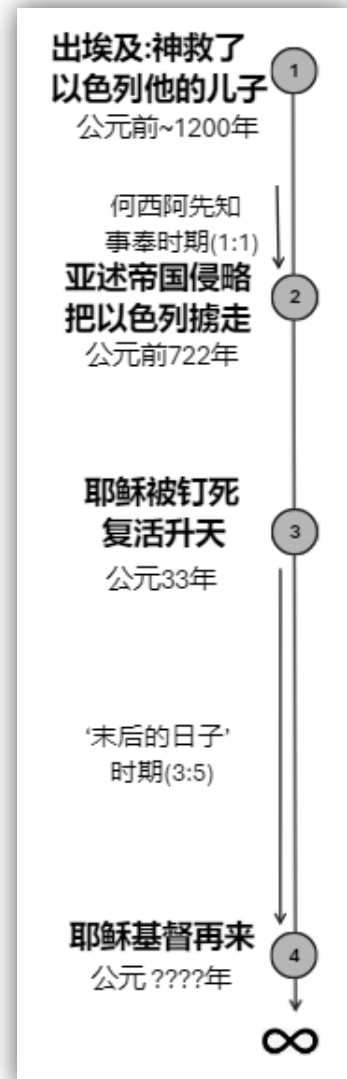 出埃及:神救了
以色列他的儿子
1
公元前~1200年
何西阿先知
事奉时期(1:1)
亚述帝国侵略
把以色列掳走
2
公元前722年
耶稣被钉死
复活升天
3
公元33年
‘末后的日子’
时期(3:5)
耶稣基督再来
4
公元 ????年
∞